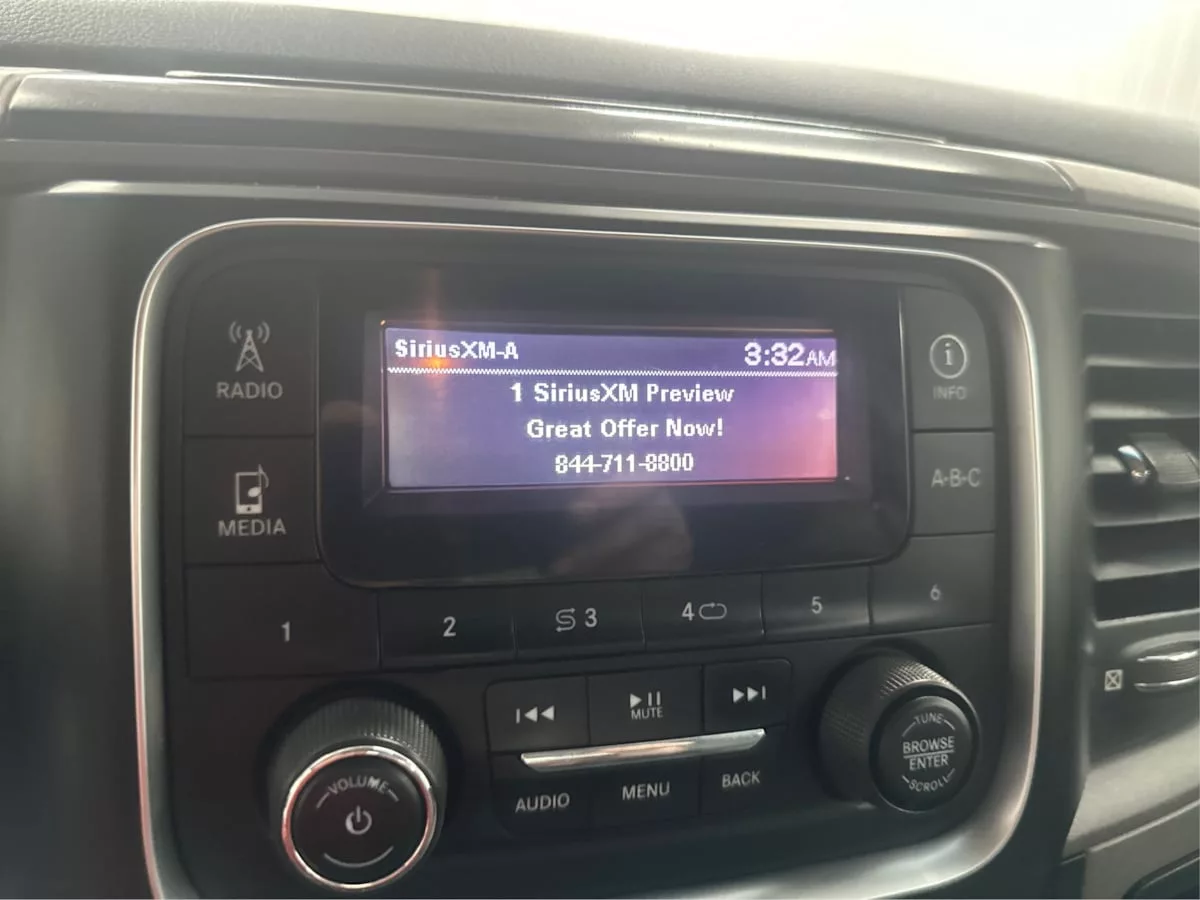 SiriusXM-A 3:32AM
1 SiriusXM Preview
Great Offer Now!
844-711-8800
RADIO
INFO
MEDIA
A-B-C
1 2 3 4 5 6
MUTE
VOLUME
AUDIO MENU BACK
TUNE
BROWSE
ENTER
SCROLL